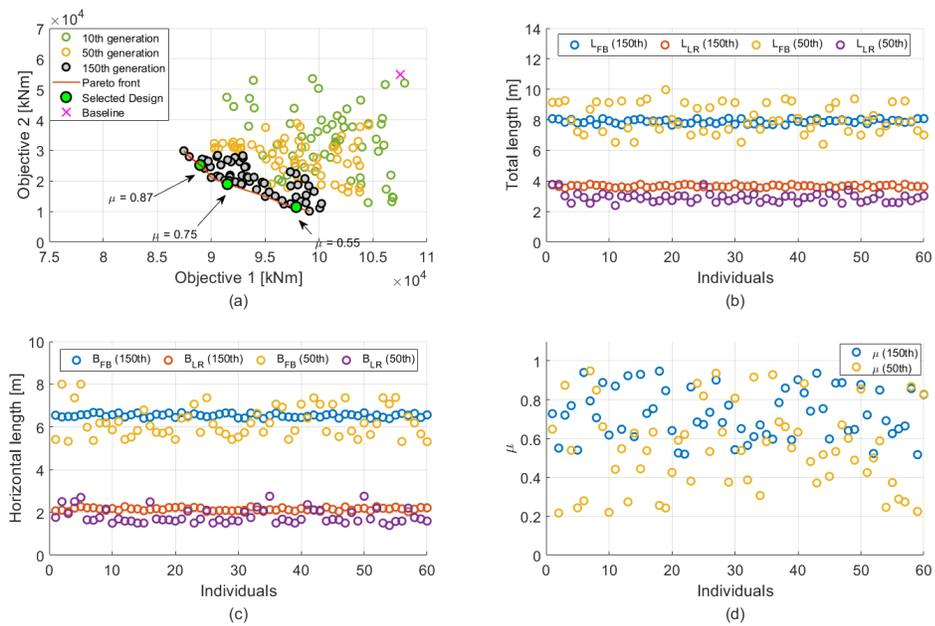 ×10⁴
7
6
5
4
3
2
1
0
10th generation
50th generation
150th generation
Pareto front
Selected Design
Baseline
μ = 0.87
μ = 0.75
μ = 0.55
7.5 8 8.5 9 9.5 10 10.5 11
×10⁴
Objective 1 [kNm]
Objective 2 [kNm]
(a)
14
12
10
8
6
4
2
0
L_FB (150th) L_LR (150th) L_FB (50th) L_LR (50th)
0 10 20 30 40 50 60
Individuals
Total length [m]
(b)
10
8
6
4
2
0
B_FB (150th) B_LR (150th) B_FB (50th) B_LR (50th)
0 10 20 30 40 50 60
Individuals
Horizontal length [m]
(c)
1
0.8
0.6
0.4
0.2
0
μ (150th)
μ (50th)
0 10 20 30 40 50 60
Individuals
μ
(d)